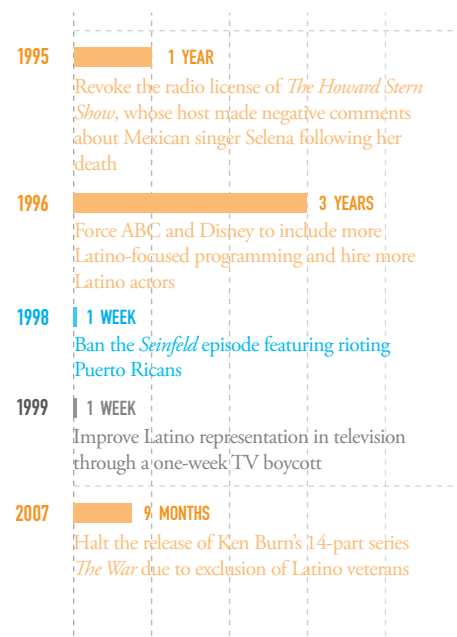 1995 1 YEAR
Revoke the radio license of The Howard Stern
Show, whose host made negative comments
about Mexican singer Selena following her
death
1996 3 YEARS
Force ABC and Disney to include more
Latino-focused programming and hire more
Latino actors
1998 1 WEEK
Ban the Seinfeld episode featuring rioting
Puerto Ricans
1999 1 WEEK
Improve Latino representation in television
through a one-week TV boycott
2007 9 MONTHS
Halt the release of Ken Burn's 14-part series
The War due to exclusion of Latino veterans